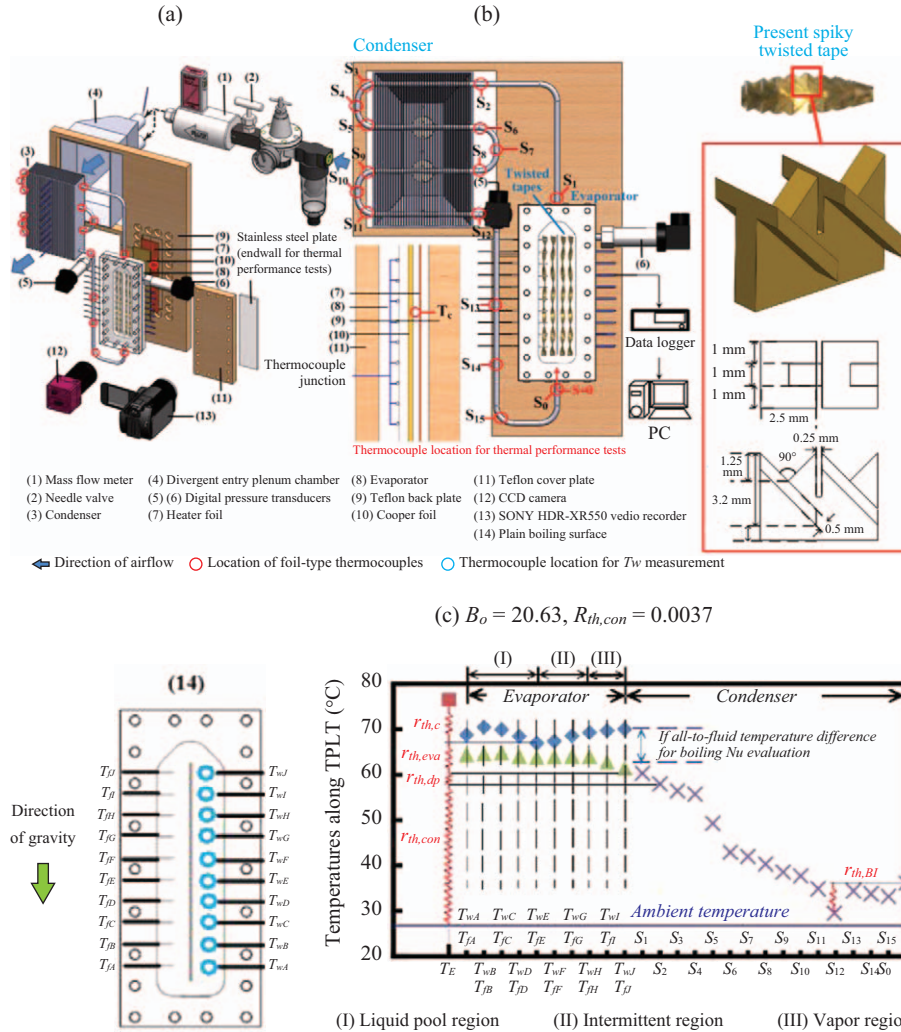 (a)
(b)
Condenser
Present spiky
twisted tape
(1)
(2)
(4)
(3)
(9)
Stainless steel plate
(7)
(endwall for thermal
(10)
performance tests)
(8)
(6)
(5)
Thermocouple
junction
(12)
(13)
(11)
S3
S4
S5
S2
S6
S7
S8
S9
S10
S11
(5)
S12
Twisted
tapes
S1
Evaporator
(6)
(7)
(8)
Tc
(9)
(10)
(11)
S13
S14
S15
S0
S=0
Data logger
PC
Thermocouple location for thermal performance tests
1 mm
1 mm
1 mm
2.5 mm
0.25 mm
90°
1.25
mm
3.2 mm
0.5 mm
(1) Mass flow meter
(4) Divergent entry plenum chamber
(8) Evaporator
(11) Teflon cover plate
(2) Needle valve
(5) (6) Digital pressure transducers
(9) Teflon back plate
(12) CCD camera
(3) Condenser
(7) Heater foil
(10) Cooper foil
(13) SONY HDR-XR550 vedio recorder
(14) Plain boiling surface
Direction of airflow
Location of foil-type thermocouples
Thermocouple location for Tw measurement
(c) Bo = 20.63, Rth,con = 0.0037
(14)
Direction
of gravity
TfJ TwJ
TfI TwI
TfH TwH
TfG TwG
TfF TwF
TfE TwE
TfD TwD
TfC TwC
TfB TwB
TfA TwA
(I) (II) (III)
Evaporator
Condenser
Temperatures along TPLT (°C)
80
70
60
50
40
30
20
rth,c
rth,eva
rth,dp
rth,con
rth,BI
If all-to-fluid temperature difference
for boiling Nu evaluation
Ambient temperature
TwA TwC TwE TwG TwI
TfA TfC TfE TfG TfI S1 S3 S5 S7 S9 S11 S13 S15
TE TwB TwD TwF TwH TwJ S2 S4 S6 S8 S10 S12 S14 S0
TfB TfD TfF TfH TfJ
(I) Liquid pool region
(II) Intermittent region
(III) Vapor regio